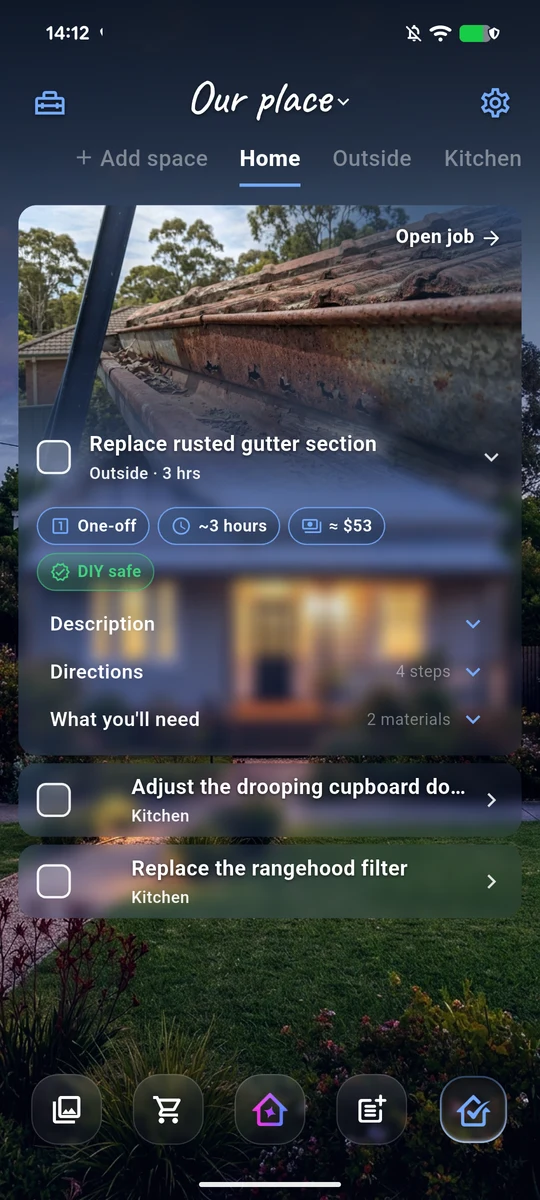 14:12
Our place
+ Add space
Home
Outside
Kitchen
Open job →
Replace rusted gutter section
Outside · 3 hrs
1 One-off
~3 hours
≈ $53
DIY safe
Description
Directions
4 steps
What you'll need
2 materials
Adjust the drooping cupboard do...
Kitchen
Replace the rangehood filter
Kitchen